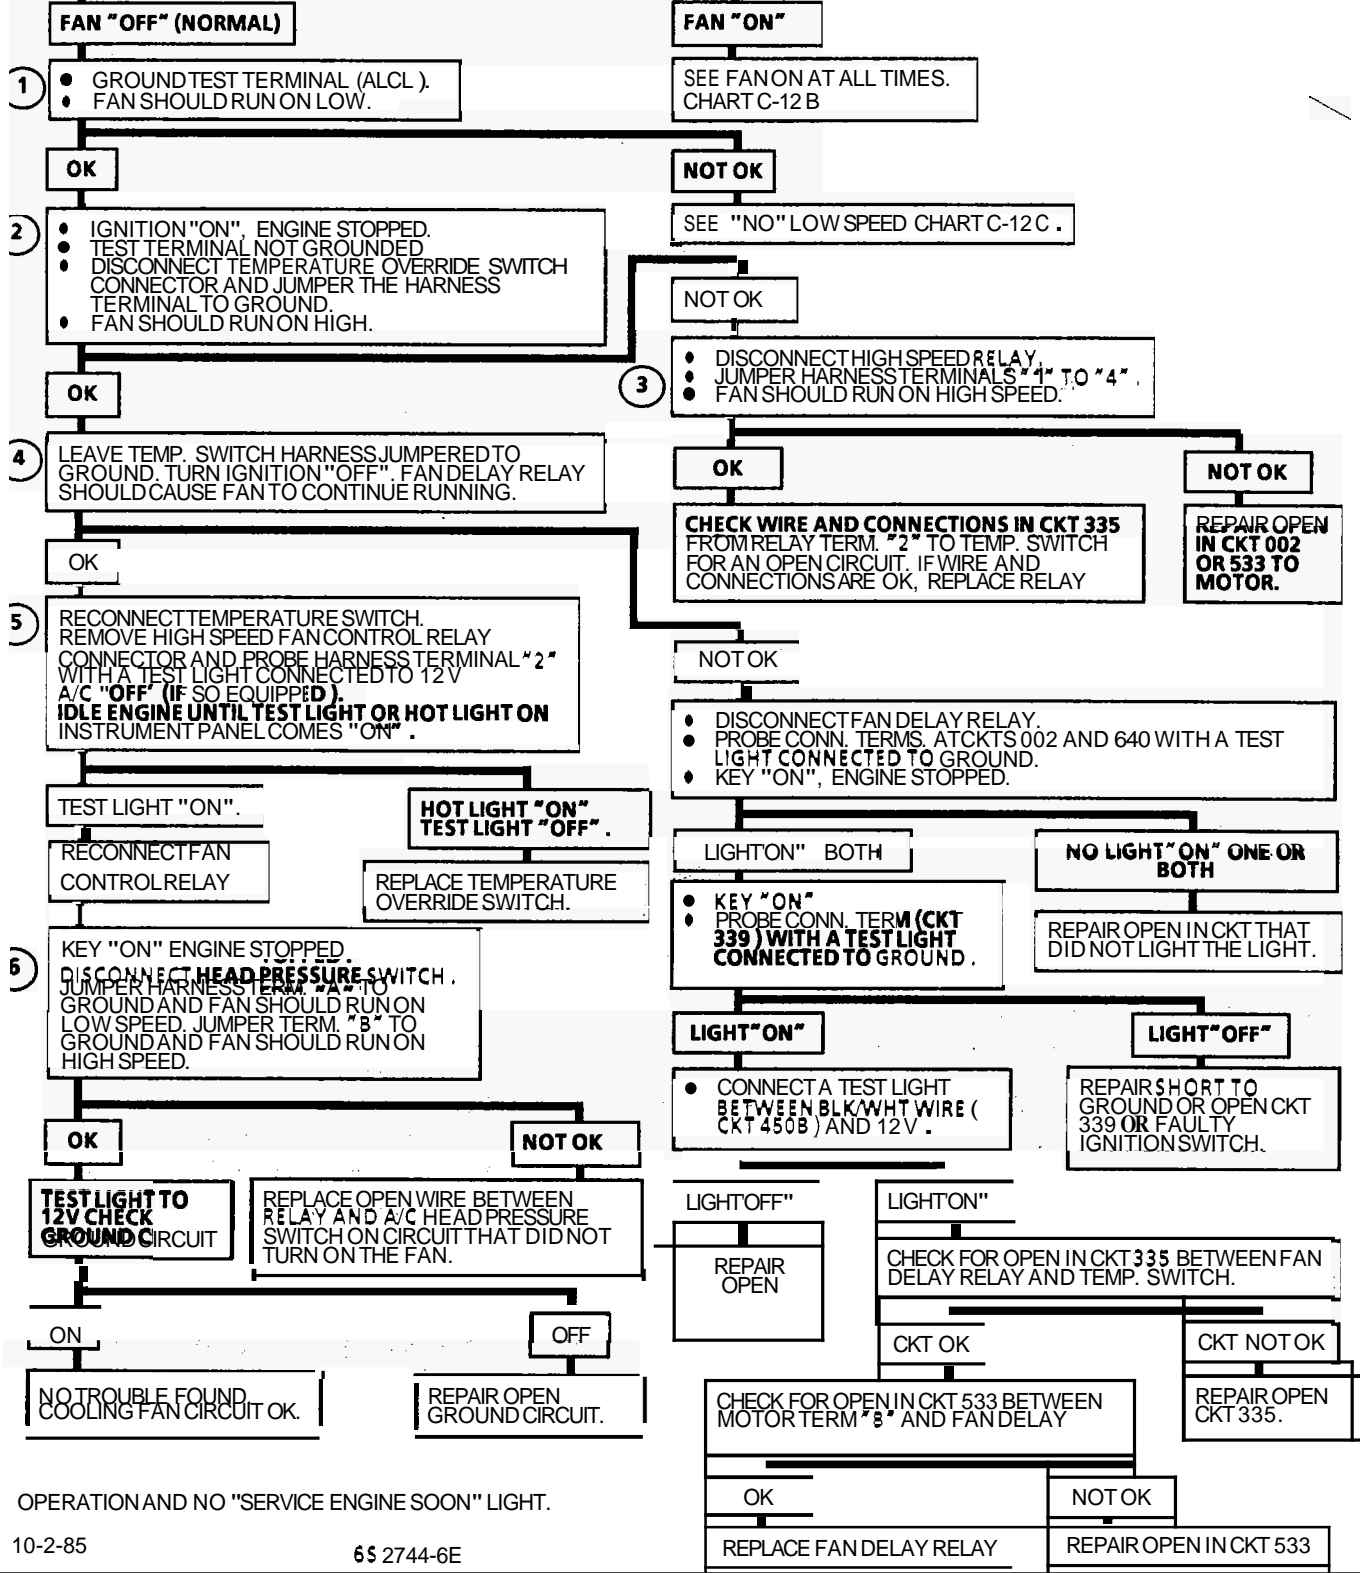 FAN "OFF" (NORMAL)
FAN "ON"
1
● GROUND TEST TERMINAL (ALCL ).
● FAN SHOULD RUN ON LOW.
SEE FAN ON AT ALL TIMES.
CHART C-12 B
OK
NOT OK
2
● IGNITION "ON", ENGINE STOPPED.
● TEST TERMINAL NOT GROUNDED
● DISCONNECT TEMPERATURE OVERRIDE SWITCH
CONNECTOR AND JUMPER THE HARNESS
TERMINAL TO GROUND.
● FAN SHOULD RUN ON HIGH.
SEE "NO" LOW SPEED CHART C-12 C .
NOT OK
3
● DISCONNECT HIGH SPEED RELAY,
● JUMPER HARNESS TERMINALS "1" TO "4" .
● FAN SHOULD RUN ON HIGH SPEED.
OK
4
LEAVE TEMP. SWITCH HARNESS JUMPERED TO
GROUND. TURN IGNITION "OFF". FAN DELAY RELAY
SHOULD CAUSE FAN TO CONTINUE RUNNING.
OK
NOT OK
CHECK WIRE AND CONNECTIONS IN CKT 335
FROM RELAY TERM. "2" TO TEMP. SWITCH
FOR AN OPEN CIRCUIT. IF WIRE AND
CONNECTIONS ARE OK, REPLACE RELAY
REPAIR OPEN
IN CKT 002
OR 533 TO
MOTOR.
OK
5
RECONNECT TEMPERATURE SWITCH.
REMOVE HIGH SPEED FAN CONTROL RELAY
CONNECTOR AND PROBE HARNESS TERMINAL "2"
WITH A TEST LIGHT CONNECTED TO 12 V
A/C "OFF' (IF SO EQUIPPED ).
IDLE ENGINE UNTIL TEST LIGHT OR HOT LIGHT ON
INSTRUMENT PANEL COMES "ON" .
NOT OK
● DISCONNECT FAN DELAY RELAY.
● PROBE CONN. TERMS. AT CKTS 002 AND 640 WITH A TEST
LIGHT CONNECTED TO GROUND.
● KEY "ON", ENGINE STOPPED.
TEST LIGHT "ON".
HOT LIGHT "ON"
TEST LIGHT "OFF" .
RECONNECT FAN
CONTROL RELAY
REPLACE TEMPERATURE
OVERRIDE SWITCH.
LIGHT'ON" BOTH
NO LIGHT "ON" ONE OR
BOTH
● KEY "ON"
● PROBE CONN. TERM (CKT
339 ) WITH A TEST LIGHT
CONNECTED TO GROUND .
REPAIR OPEN IN CKT THAT
DID NOT LIGHT THE LIGHT.
6
KEY "ON" ENGINE STOPPED
DISCONNECT HEAD PRESSURE SWITCH .
JUMPER HARNESS TERM. "A" TO
GROUND AND FAN SHOULD RUN ON
LOW SPEED. JUMPER TERM. "B" TO
GROUND AND FAN SHOULD RUN ON
HIGH SPEED.
LIGHT "ON"
LIGHT "OFF"
● CONNECT A TEST LIGHT
BETWEEN BLK/WHT WIRE (
CKT 450B ) AND 12 V .
REPAIR SHORT TO
GROUND OR OPEN CKT
339 OR FAULTY
IGNITION SWITCH.
OK
NOT OK
TEST LIGHT TO
12V CHECK
GROUND CIRCUIT
REPLACE OPEN WIRE BETWEEN
RELAY AND A/C HEAD PRESSURE
SWITCH ON CIRCUIT THAT DID NOT
TURN ON THE FAN.
LIGHT'OFF"
LIGHT'ON"
REPAIR
OPEN
CHECK FOR OPEN IN CKT 335 BETWEEN FAN
DELAY RELAY AND TEMP. SWITCH.
ON
OFF
CKT OK
CKT NOT OK
NO TROUBLE FOUND
COOLING FAN CIRCUIT OK.
REPAIR OPEN
GROUND CIRCUIT.
CHECK FOR OPEN IN CKT 533 BETWEEN
MOTOR TERM "8" AND FAN DELAY
REPAIR OPEN
CKT 335.
OK
NOT OK
REPLACE FAN DELAY RELAY
REPAIR OPEN IN CKT 533
OPERATION AND NO "SERVICE ENGINE SOON" LIGHT.
10-2-85
6S 2744-6E